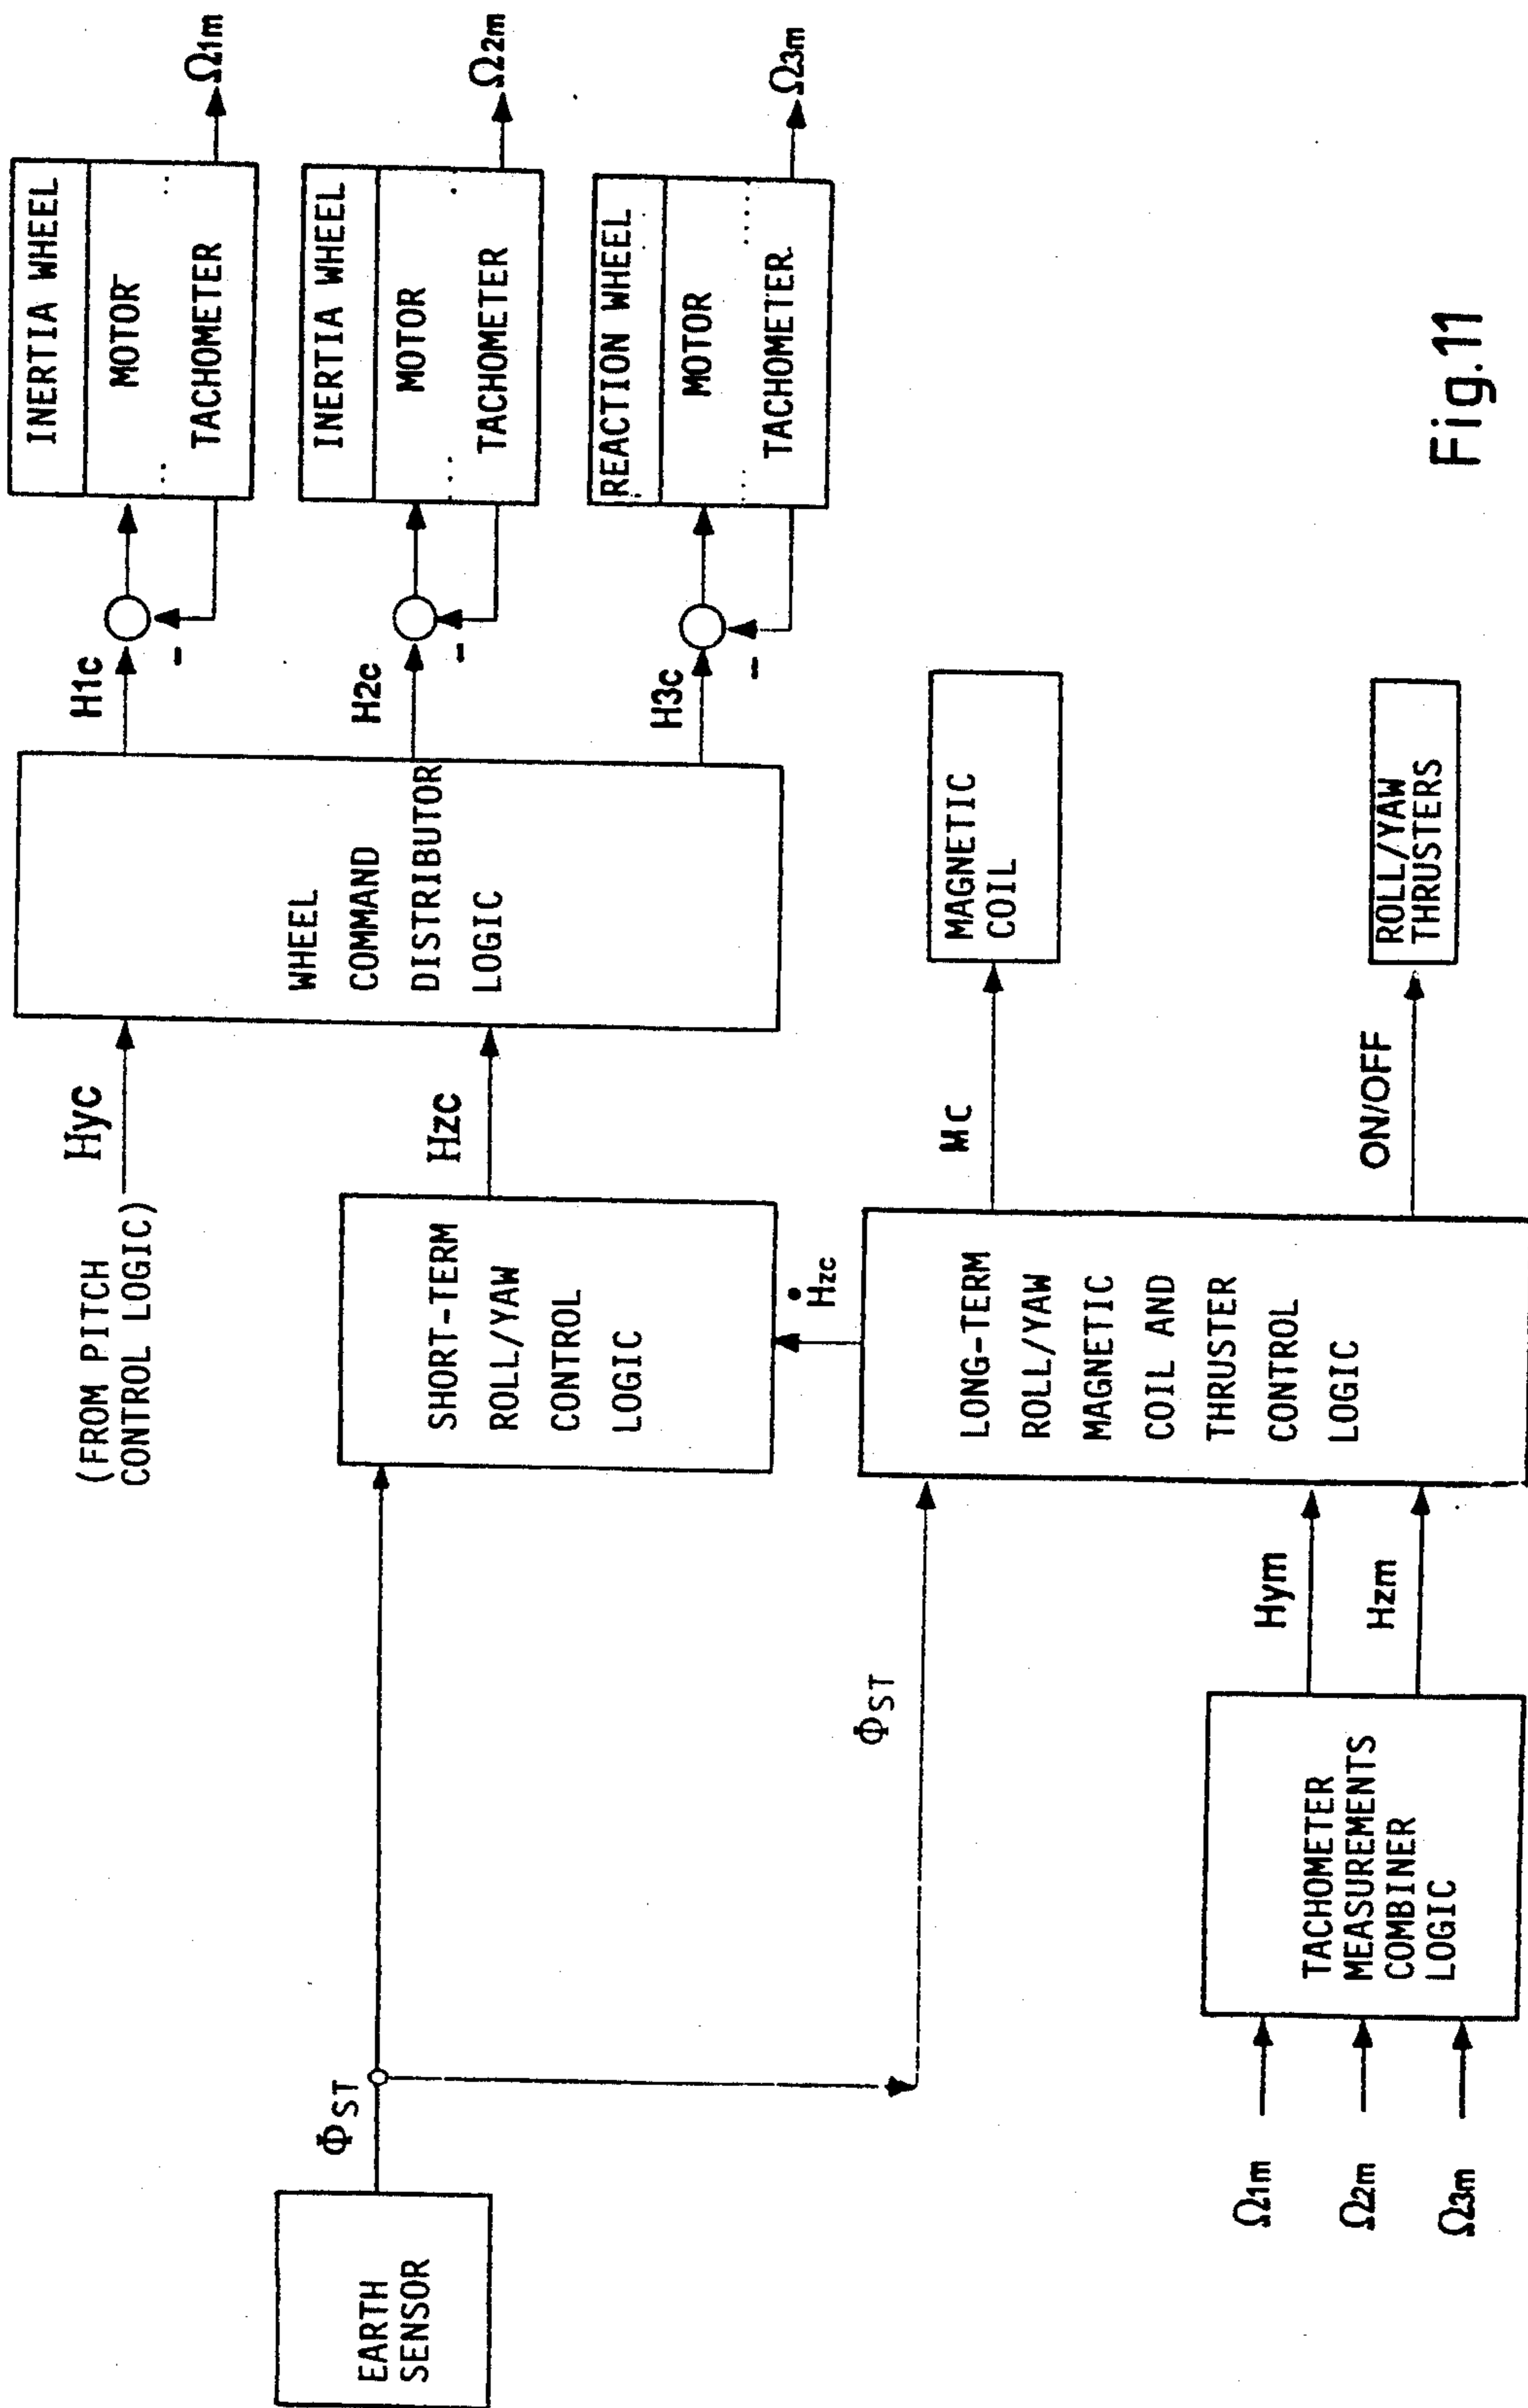 EARTH
SENSOR
ΦST
ΦST
(FROM PITCH
CONTROL LOGIC)
Hyc
SHORT-TERM
ROLL/YAW
CONTROL
LOGIC
Hzc
Ḣzc
WHEEL
COMMAND
DISTRIBUTOR
LOGIC
H1c
-
INERTIA WHEEL
MOTOR
TACHOMETER
Ω1m
H2c
-
INERTIA WHEEL
MOTOR
TACHOMETER
Ω2m
H3c
-
REACTION WHEEL
MOTOR
TACHOMETER
Ω3m
Ω1m
Ω2m
Ω3m
TACHOMETER
MEASUREMENTS
COMBINER
LOGIC
Hym
Hzm
LONG-TERM
ROLL/YAW
MAGNETIC
COIL AND
THRUSTER
CONTROL
LOGIC
MC
MAGNETIC
COIL
ON/OFF
ROLL/YAW
THRUSTERS
Fig.11